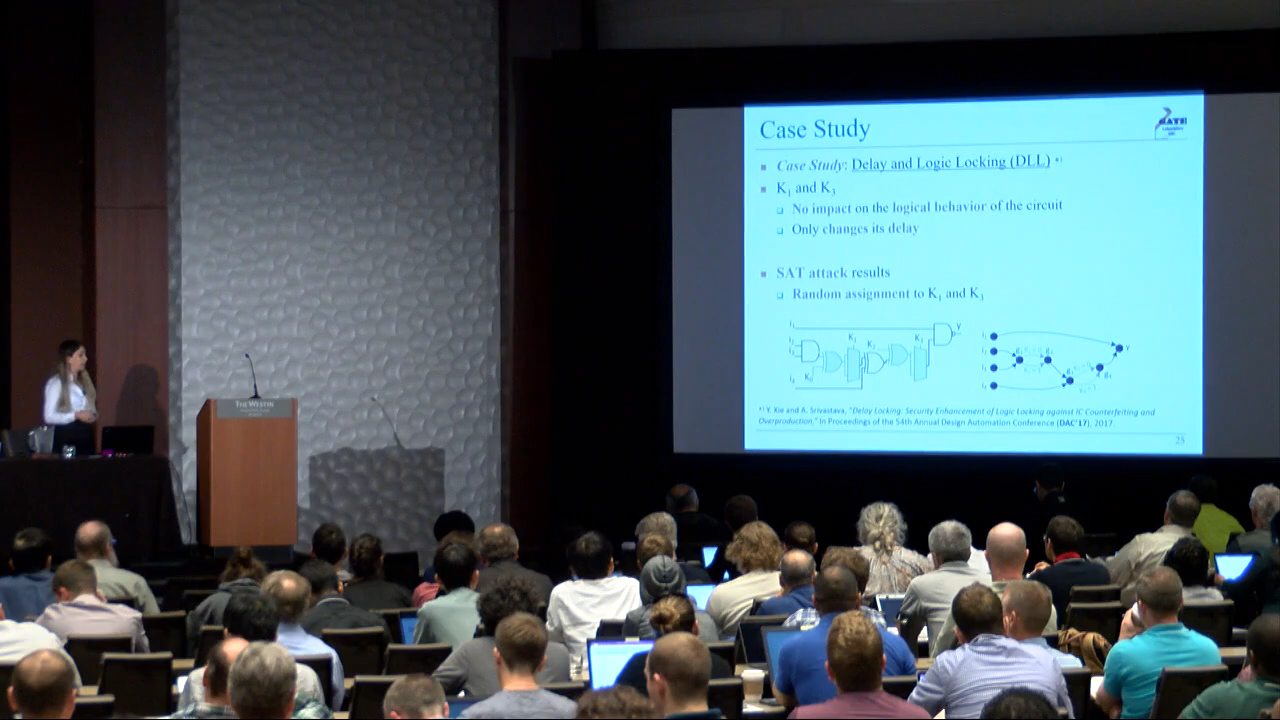 Case Study
Case Study: Delay and Logic Locking (DLL) *¹
K₁ and K₃
No impact on the logical behavior of the circuit
Only changes its delay
SAT attack results
Random assignment to K₁ and K₃
*¹ Y. Xie and A. Srivastava, "Delay Locking: Security Enhancement of Logic Locking against IC Counterfeiting and
Overproduction," In Proceedings of the 54th Annual Design Automation Conference (DAC'17), 2017.
25
THE WESTIN